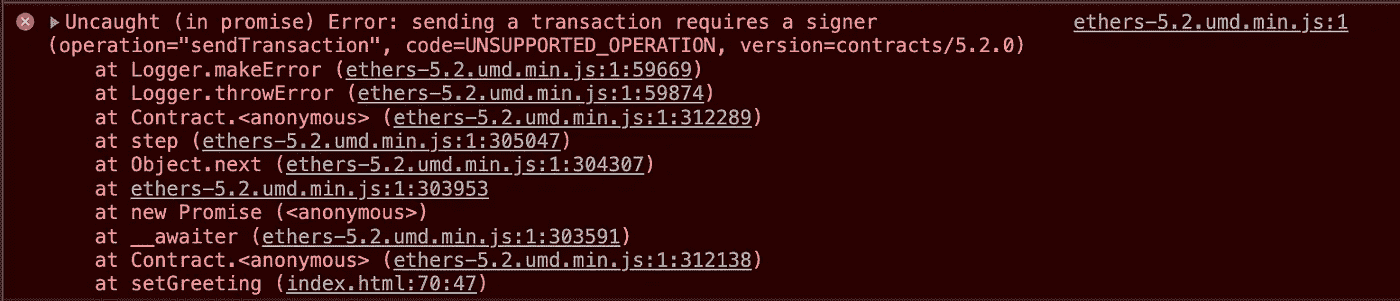 Uncaught (in promise) Error: sending a transaction requires a signer ethers-5.2.umd.min.js:1
(operation="sendTransaction", code=UNSUPPORTED_OPERATION, version=contracts/5.2.0)
at Logger.makeError (ethers-5.2.umd.min.js:1:59669)
at Logger.throwError (ethers-5.2.umd.min.js:1:59874)
at Contract.<anonymous> (ethers-5.2.umd.min.js:1:312289)
at step (ethers-5.2.umd.min.js:1:305047)
at Object.next (ethers-5.2.umd.min.js:1:304307)
at ethers-5.2.umd.min.js:1:303953
at new Promise (<anonymous>)
at __awaiter (ethers-5.2.umd.min.js:1:303591)
at Contract.<anonymous> (ethers-5.2.umd.min.js:1:312138)
at setGreeting (index.html:70:47)